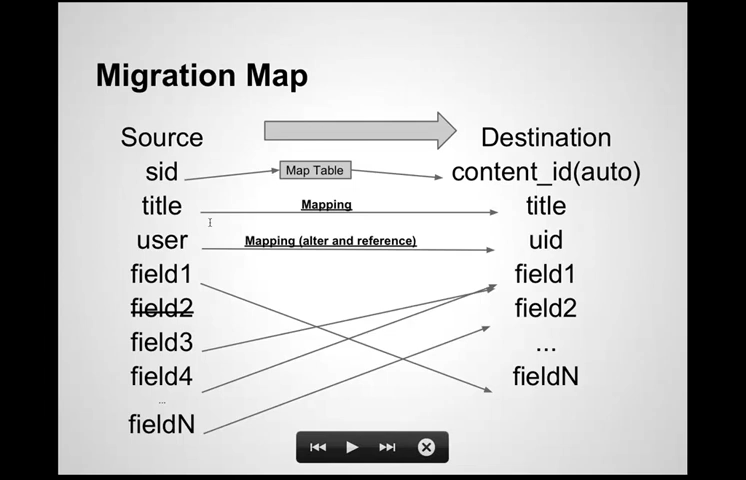 Migration Map
Source
Destination
sid
Map Table
content_id(auto)
title
Mapping
title
user
Mapping (alter and reference)
uid
field1
field1
field2
field2
field3
...
field4
fieldN
...
fieldN